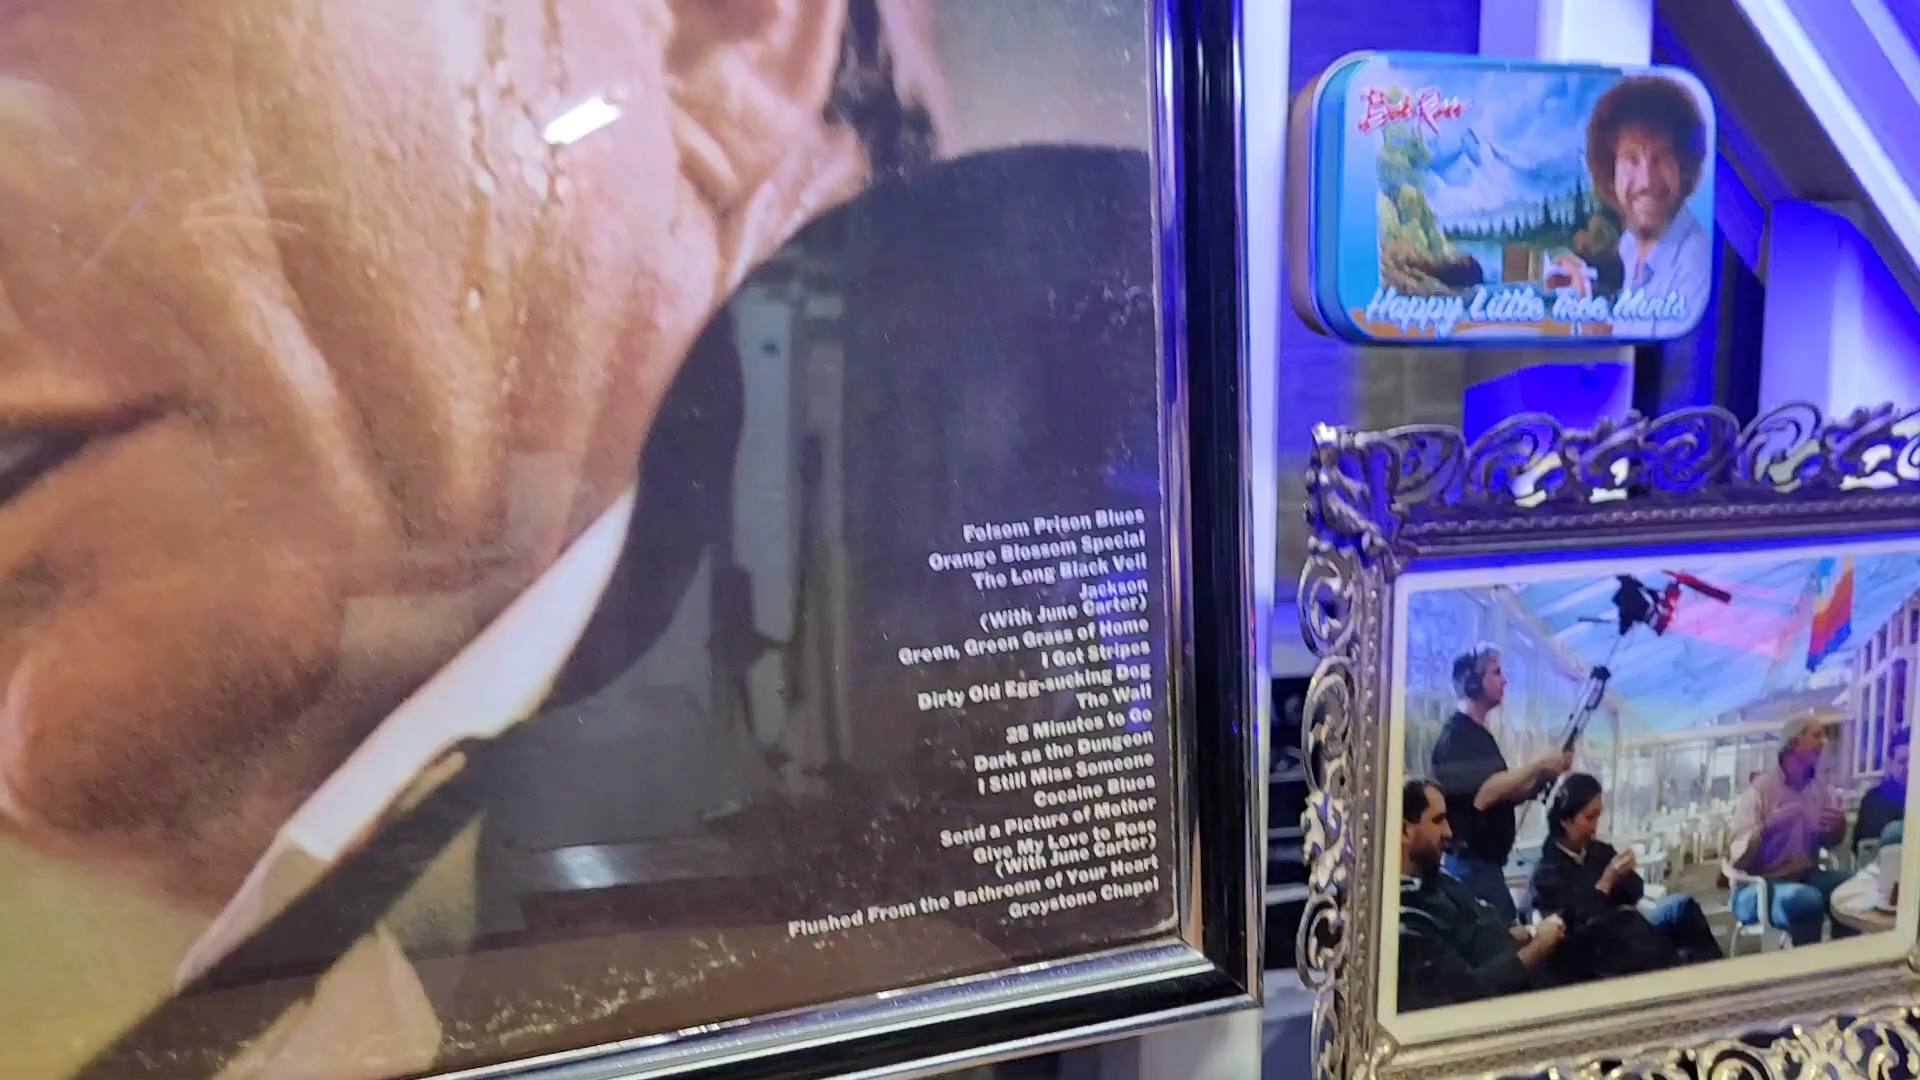 Folsom Prison Blues
Orange Blossom Special
The Long Black Veil
Jackson
(With June Carter)
Green, Green Grass of Home
I Got Stripes
Dirty Old Egg-sucking Dog
The Wall
25 Minutes to Go
Dark as the Dungeon
I Still Miss Someone
Cocaine Blues
Send a Picture of Mother
Give My Love to Rose
(With June Carter)
Flushed From the Bathroom of Your Heart
Greystone Chapel
Bob Ross
Happy Little Tree Mints